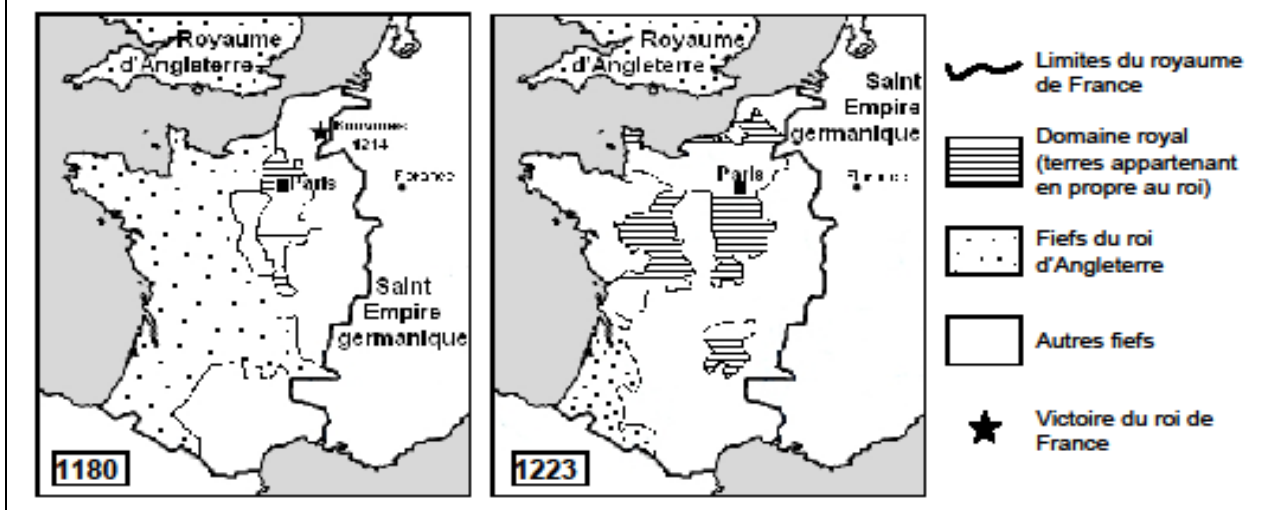 Royaume
d'Angleterre
1214
Paris
Saint
Empire
germanique
1180
Royaume
d'Angleterre
Saint
Empire
germanique
Paris
1223
Limites du royaume
de France
Domaine royal
(terres appartenant
en propre au roi)
Fiefs du roi
d'Angleterre
Autres fiefs
Victoire du roi de
France